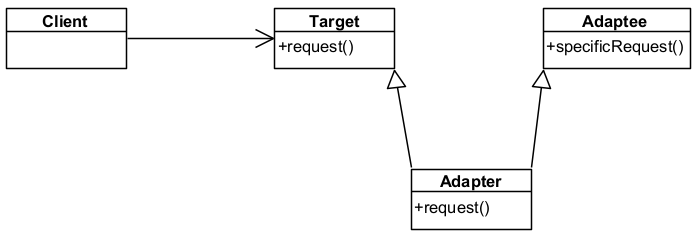 Client
Target
+request()
Adaptee
+specificRequest()
Adapter
+request()